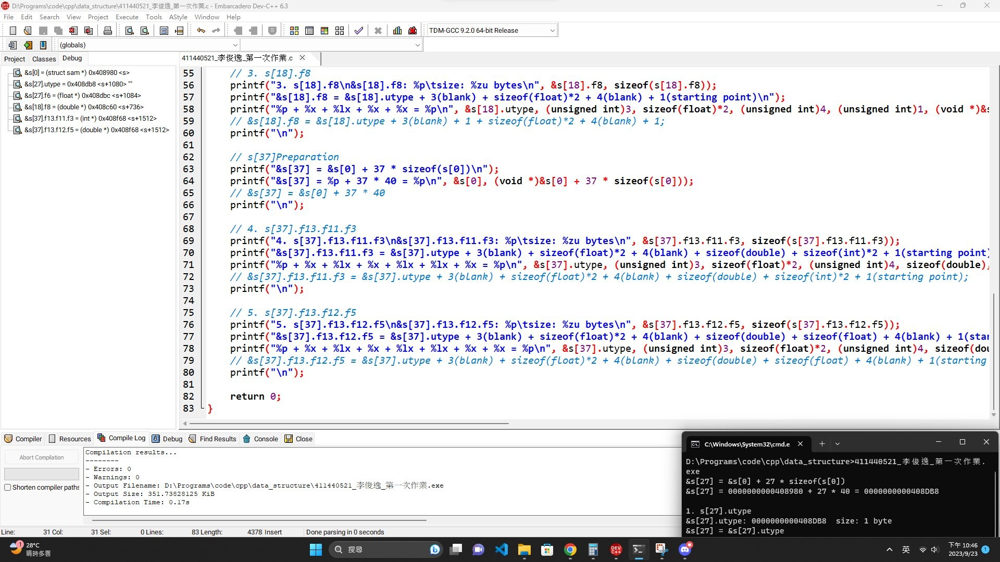 D:\Programs\code\cpp\data_structure\411440521_李俊逸_第一次作業.c - Embarcadero Dev-C++ 6.3
File Edit Search View Project Execute Tools AStyle Window Help
TDM-GCC 9.2.0 64-bit Release
(globals)
Project Classes Debug
411440521_李俊逸_第一次作業.c
&s[0] = (struct sam *) 0x408980 <s>
&s[27].utype = 0x408db8 <s+1080> ""
&s[27].f6 = (float *) 0x408dbc <s+1084>
&s[18].f8 = (double *) 0x408c60 <s+736>
&s[37].f13.f11.f3 = (int *) 0x408f68 <s+1512>
&s[37].f13.f12.f5 = (double *) 0x408f68 <s+1512>
55 // 3. s[18].f8
56 printf("3. s[18].f8\n&s[18].f8: %p\tsize: %zu bytes\n", &s[18].f8, sizeof(s[18].f8));
57 printf("&s[18].f8 = &s[18].utype + 3(blank) + sizeof(float)*2 + 4(blank) + 1(starting point)\n");
58 printf("%p + %x + %lx + %x + %x = %p\n", &s[18].utype, (unsigned int)3, sizeof(float)*2, (unsigned int)4, (unsigned int)1, (void *)&s
59 // &s[18].f8 = &s[18].utype + 3(blank) + 1 + sizeof(float)*2 + 4(blank) + 1;
60 printf("\n");
61
62 // s[37]Preparation
63 printf("&s[37] = &s[0] + 37 * sizeof(s[0])\n");
64 printf("&s[37] = %p + 37 * 40 = %p\n", &s[0], (void *)&s[0] + 37 * sizeof(s[0]));
65 // &s[37] = &s[0] + 37 * 40
66 printf("\n");
67
68 // 4. s[37].f13.f11.f3
69 printf("4. s[37].f13.f11.f3\n&s[37].f13.f11.f3: %p\tsize: %zu bytes\n", &s[37].f13.f11.f3, sizeof(s[37].f13.f11.f3));
70 printf("&s[37].f13.f11.f3 = &s[37].utype + 3(blank) + sizeof(float)*2 + 4(blank) + sizeof(double) + sizeof(int)*2 + 1(starting point)
71 printf("%p + %x + %lx + %x + %lx + %lx + %x = %p\n", &s[37].utype, (unsigned int)3, sizeof(float)*2, (unsigned int)4, sizeof(double),
72 // &s[37].f13.f11.f3 = &s[37].utype + 3(blank) + sizeof(float)*2 + 4(blank) + sizeof(double) + sizeof(int)*2 + 1(starting point);
73 printf("\n");
74
75 // 5. s[37].f13.f12.f5
76 printf("5. s[37].f13.f12.f5\n&s[37].f13.f12.f5: %p\tsize: %zu bytes\n", &s[37].f13.f12.f5, sizeof(s[37].f13.f12.f5));
77 printf("&s[37].f13.f12.f5 = &s[37].utype + 3(blank) + sizeof(float)*2 + 4(blank) + sizeof(double) + sizeof(float) + 4(blank) + 1(star
78 printf("%p + %x + %lx + %x + %lx + %lx + %x + %x = %p\n", &s[37].utype, (unsigned int)3, sizeof(float)*2, (unsigned int)4, sizeof(dou
79 // &s[37].f13.f12.f5 = &s[37].utype + 3(blank) + sizeof(float)*2 + 4(blank) + sizeof(double) + sizeof(float) + 4(blank) + 1(starting
80 printf("\n");
81
82 return 0;
83 }
Compiler Resources Compile Log Debug Find Results Console Close
Abort Compilation
Shorten compiler paths
Compilation results...
--------
- Errors: 0
- Warnings: 0
- Output Filename: D:\Programs\code\cpp\data_structure\411440521_李俊逸_第一次作業.exe
- Output Size: 351.73828125 KiB
- Compilation Time: 0.17s
C:\Windows\System32\cmd.e
D:\Programs\code\cpp\data_structure>411440521_李俊逸_第一次作業.
exe
&s[27] = &s[0] + 27 * sizeof(s[0])
&s[27] = 0000000000408980 + 27 * 40 = 0000000000408DB8
1. s[27].utype
&s[27].utype: 0000000000408DB8 size: 1 byte
&s[27] = &s[27].utype
Line: 31 Col: 31 Sel: 0 Lines: 83 Length: 4378 Insert Done parsing in 0 seconds
1
28°C
晴時多雲
搜尋
DEV C++
英
下午 10:46
2023/9/23
1